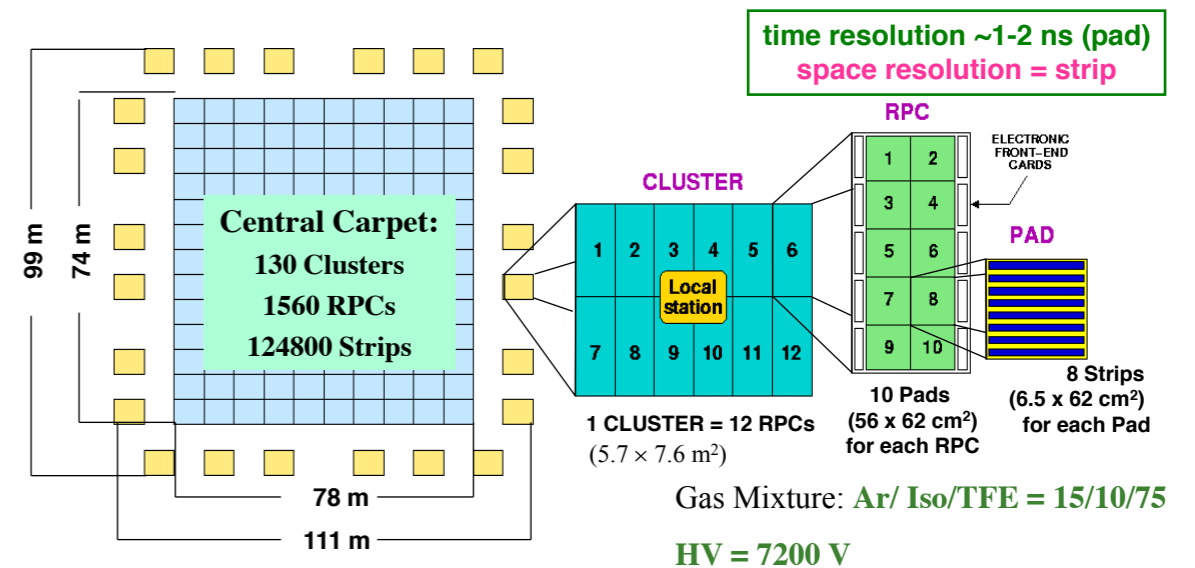 time resolution ~1-2 ns (pad)
space resolution = strip
99 m
74 m
Central Carpet:
130 Clusters
1560 RPCs
124800 Strips
78 m
111 m
CLUSTER
1 2 3 4 5 6
Local
station
7 8 9 10 11 12
1 CLUSTER = 12 RPCs
(5.7 × 7.6 m²)
RPC
1 2
3 4
5 6
7 8
9 10
ELECTRONIC
FRONT-END
CARDS
10 Pads
(56 x 62 cm²)
for each RPC
PAD
8 Strips
(6.5 x 62 cm²)
for each Pad
Gas Mixture: Ar/ Iso/TFE = 15/10/75
HV = 7200 V